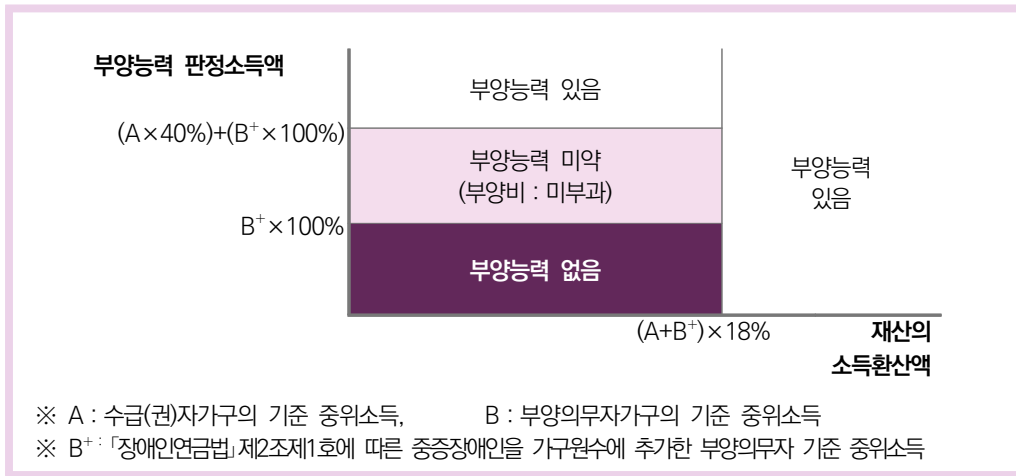 부양능력 판정소득액
부양능력 있음
(A×40%)+(B⁺×100%)
부양능력 미약
(부양비 : 미부과)
부양능력
있음
B⁺×100%
부양능력 없음
(A+B⁺)×18%
재산의
소득환산액
※ A : 수급(권)자가구의 기준 중위소득, B : 부양의무자가구의 기준 중위소득
※ B⁺ : 「장애인연금법」제2조제1호에 따른 중증장애인을 가구원수에 추가한 부양의무자 기준 중위소득